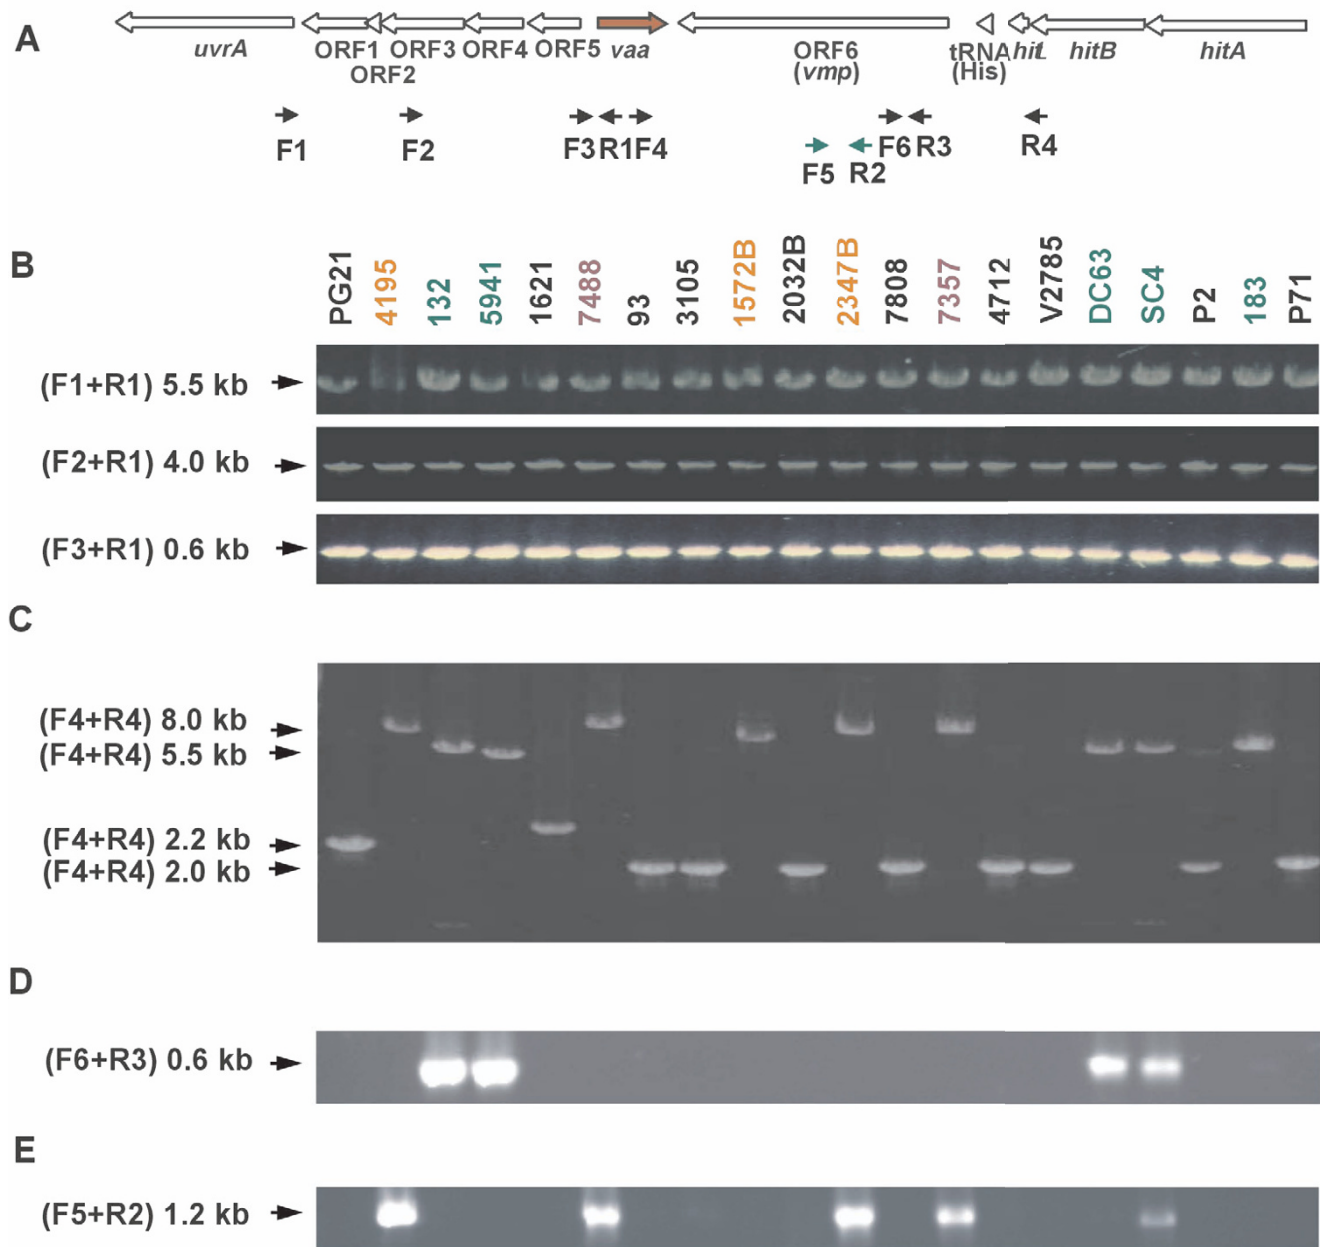 A
uvrA ORF1 ORF3 ORF4 ORF5 vaa ORF6 tRNA hitL hitB hitA
ORF2 (vmp) (His)
F1 F2 F3 R1 F4 F6 R3 R4
F5 R2
B
PG21 4195 132 5941 1621 7488 93 3105 1572B 2032B 2347B 7808 7357 4712 V2785 DC63 SC4 P2 183 P71
(F1+R1) 5.5 kb
(F2+R1) 4.0 kb
(F3+R1) 0.6 kb
C
(F4+R4) 8.0 kb
(F4+R4) 5.5 kb
(F4+R4) 2.2 kb
(F4+R4) 2.0 kb
D
(F6+R3) 0.6 kb
E
(F5+R2) 1.2 kb